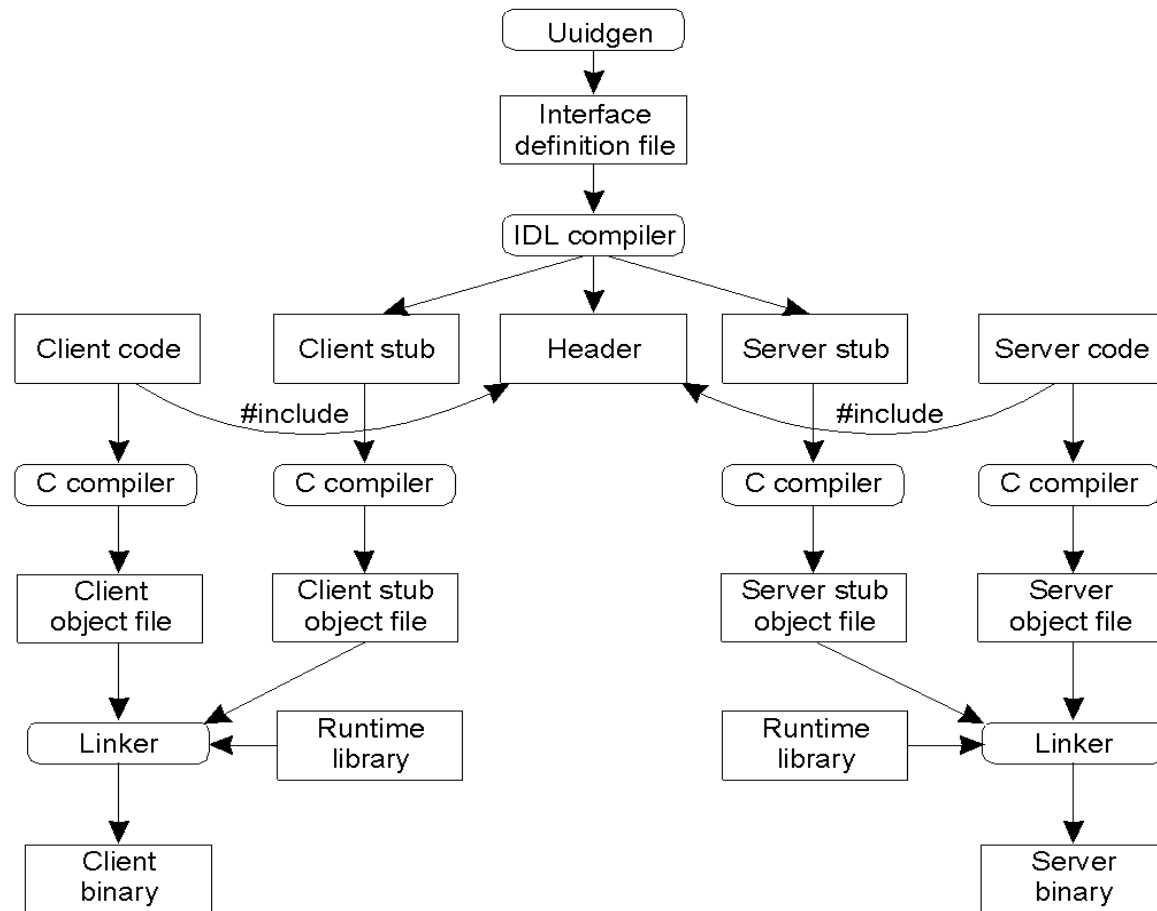 Uuidgen
Interface
definition file
IDL compiler
Client code
Client stub
Header
Server stub
Server code
#include
#include
C compiler
C compiler
C compiler
C compiler
Client
object file
Client stub
object file
Server stub
object file
Server
object file
Linker
Runtime
library
Runtime
library
Linker
Client
binary
Server
binary